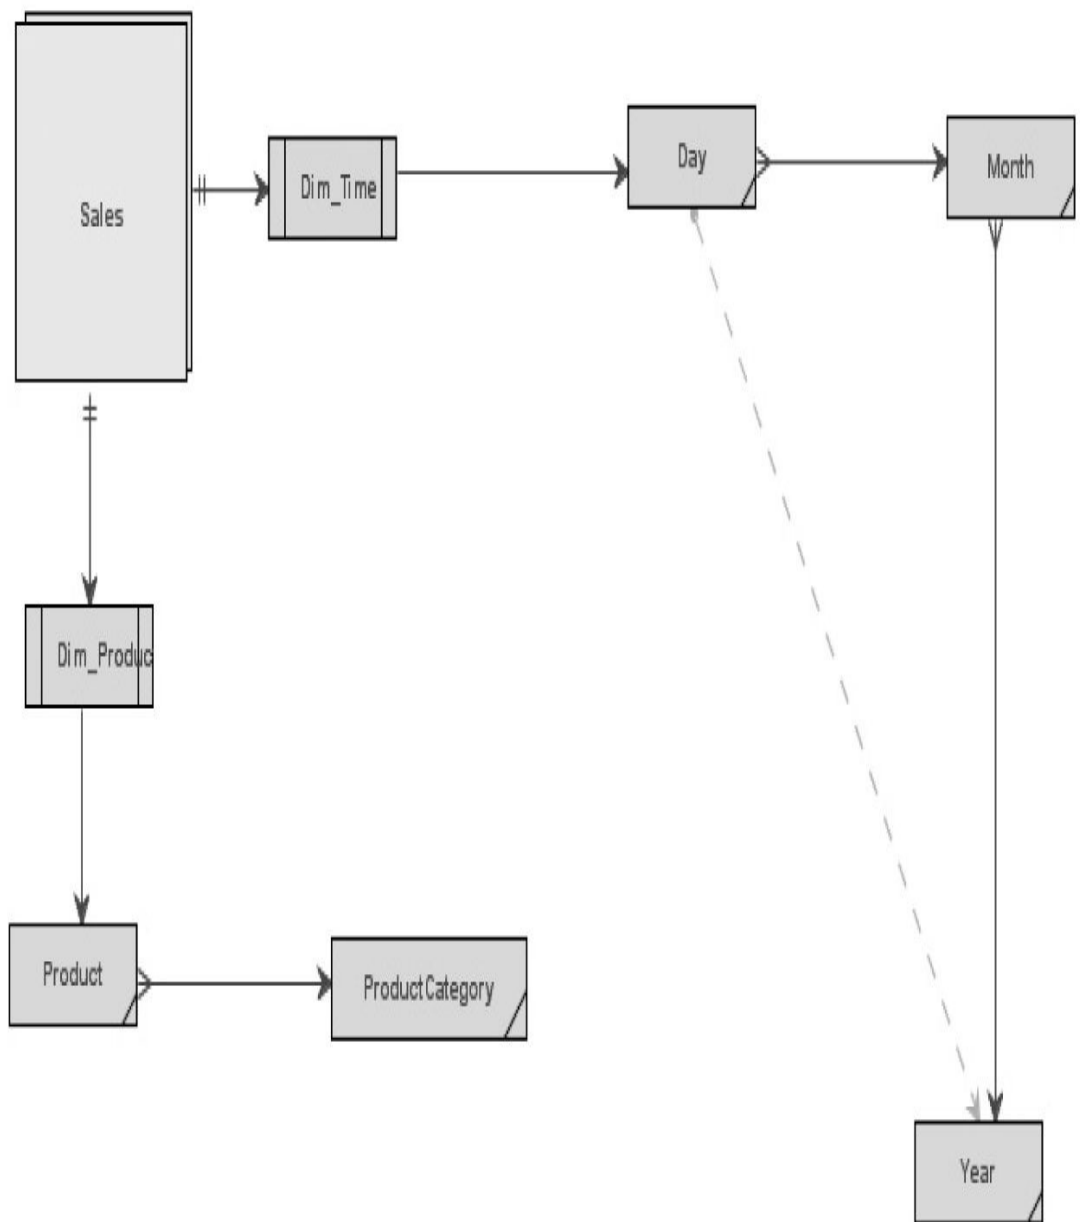 Sales
Dim_Time
Day
Month
Dim_Produc
Product
ProductCategory
Year